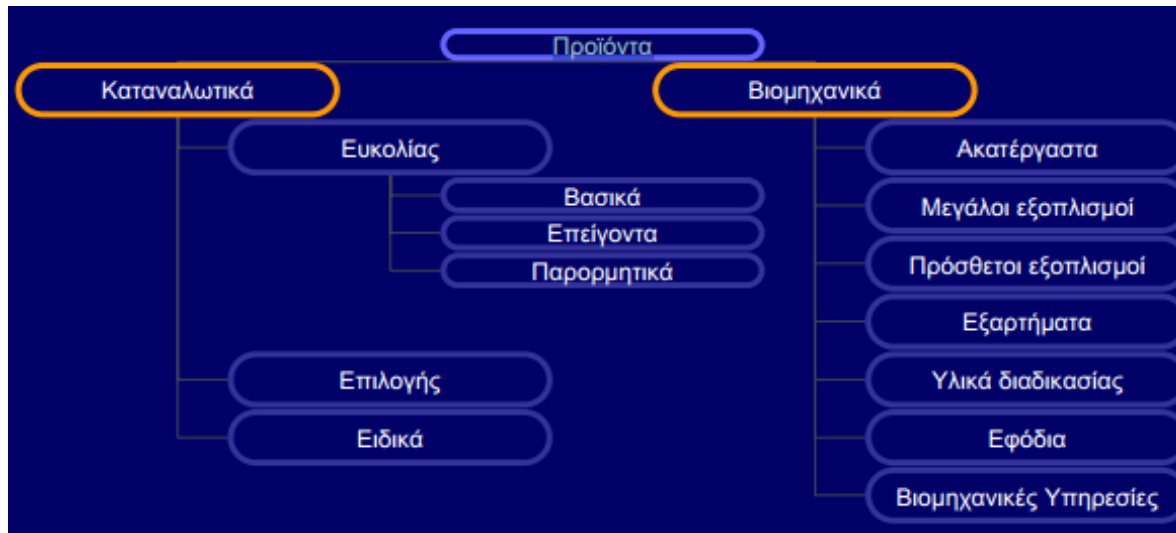 Προϊόντα
Καταναλωτικά
Ευκολίας
Βασικά
Επείγοντα
Παρορμητικά
Επιλογής
Ειδικά
Βιομηχανικά
Ακατέργαστα
Μεγάλοι εξοπλισμοί
Πρόσθετοι εξοπλισμοί
Εξαρτήματα
Υλικά διαδικασίας
Εφόδια
Βιομηχανικές Υπηρεσίες